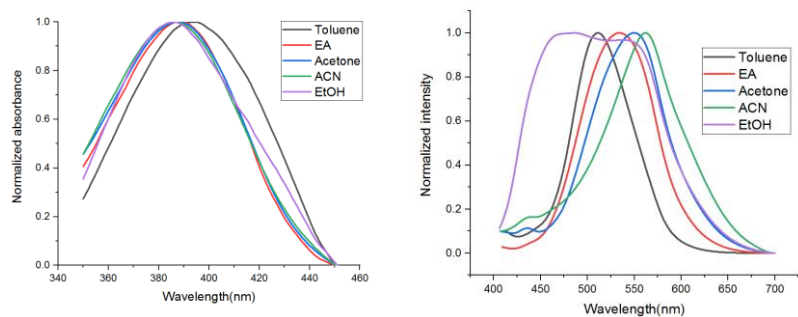 1.0
0.8
0.6
0.4
0.2
0.0
Normalized absorbance
340 360 380 400 420 440 460
Wavelength(nm)
Toluene
EA
Acetone
ACN
EtOH
1.0
0.8
0.6
0.4
0.2
0.0
Normalized intensity
400 450 500 550 600 650 700
Wavelength(nm)
Toluene
EA
Acetone
ACN
EtOH